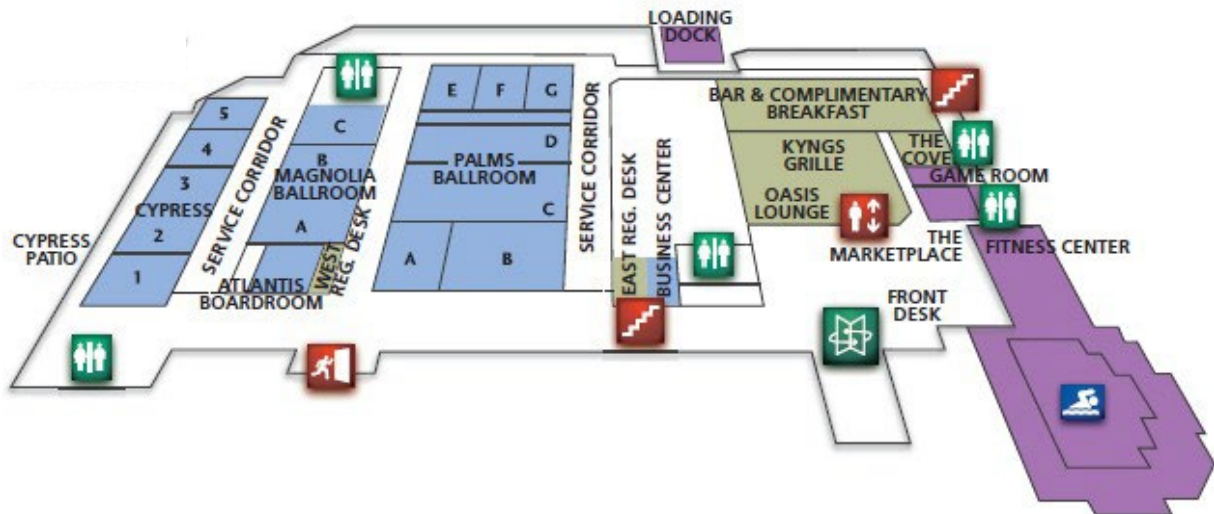 LOADING
DOCK
E
F
G
5
4
3
CYPRESS
2
1
CYPRESS
PATIO
SERVICE CORRIDOR
C
B
MAGNOLIA
BALLROOM
A
ATLANTIS
BOARDROOM
WEST
REG. DESK
D
PALMS
BALLROOM
C
A
B
SERVICE CORRIDOR
EAST REG. DESK
BUSINESS CENTER
BAR & COMPLIMENTARY
BREAKFAST
KYNGS
GRILLE
OASIS
LOUNGE
THE
COVE
GAME ROOM
THE
MARKETPLACE
FITNESS CENTER
FRONT
DESK